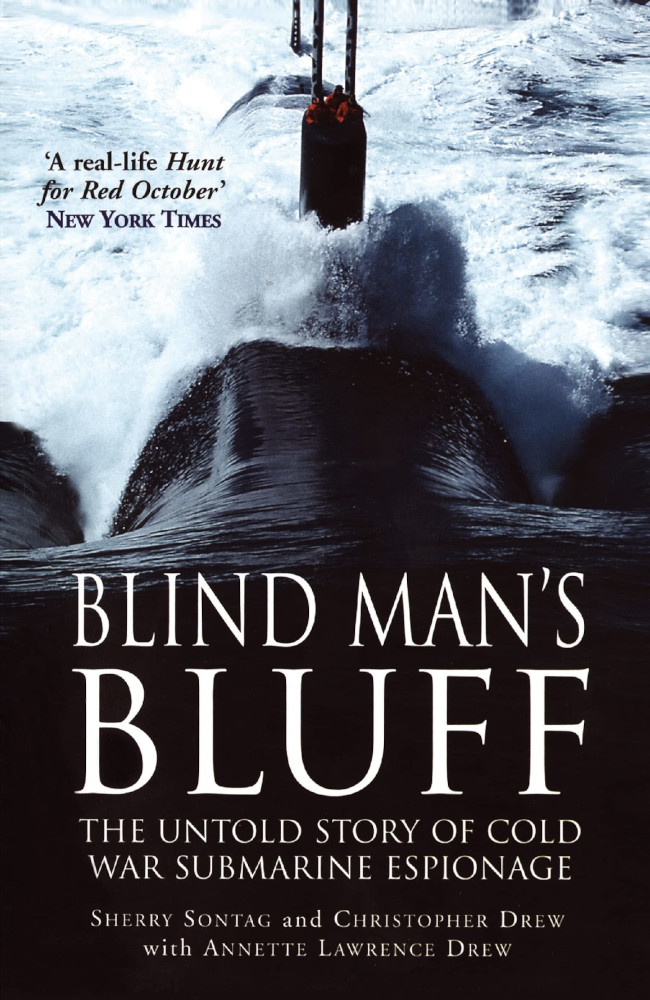 ‘A real-life Hunt
for Red October’
NEW YORK TIMES
BLIND MAN’S
BLUFF
THE UNTOLD STORY OF COLD
WAR SUBMARINE ESPIONAGE
SHERRY SONTAG and CHRISTOPHER DREW
with ANNETTE LAWRENCE DREW